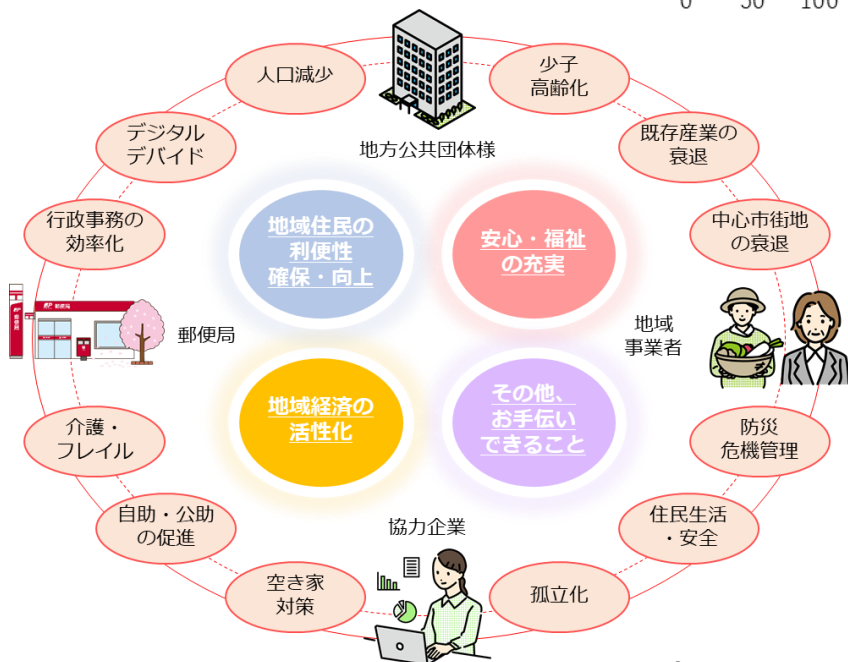 0 50 100
人口減少
少子
高齢化
デジタル
デバイド
地方公共団体様
既存産業の
衰退
行政事務の
効率化
地域住民の
利便性
確保・向上
安心・福祉
の充実
中心市街地
の衰退
郵便局
郵便局
地域
事業者
地域経済の
活性化
その他、
お手伝い
できること
介護・
フレイル
防災
危機管理
自助・公助
の促進
協力企業
住民生活
・安全
空き家
対策
孤立化